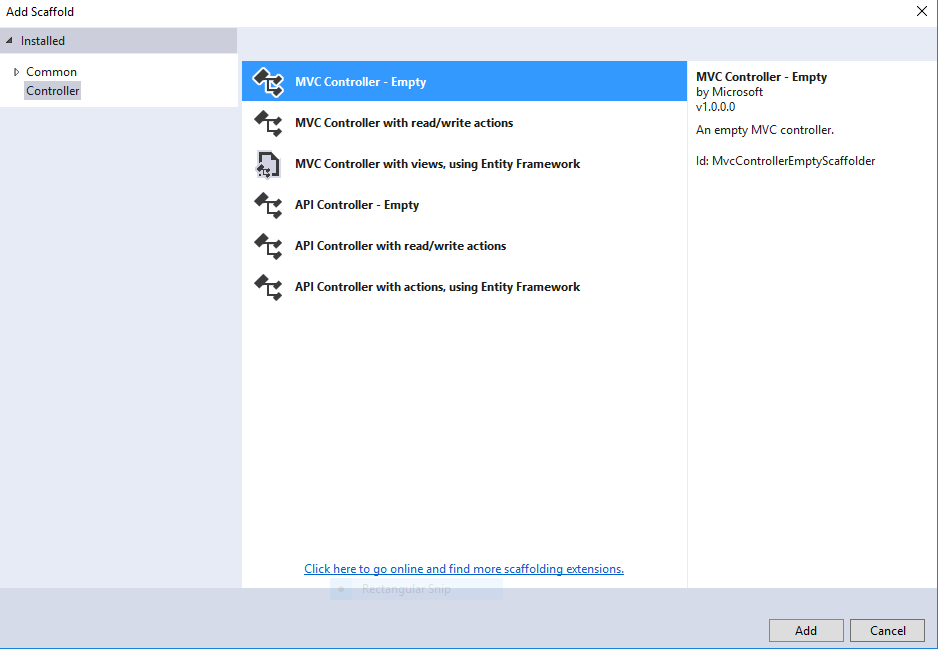 Add Scaffold
Installed
Common
Controller
MVC Controller - Empty
MVC Controller with read/write actions
MVC Controller with views, using Entity Framework
API Controller - Empty
API Controller with read/write actions
API Controller with actions, using Entity Framework
Click here to go online and find more scaffolding extensions.
Rectangular Snip
MVC Controller - Empty
by Microsoft
v1.0.0.0
An empty MVC controller.
Id: MvcControllerEmptyScaffolder
Add
Cancel